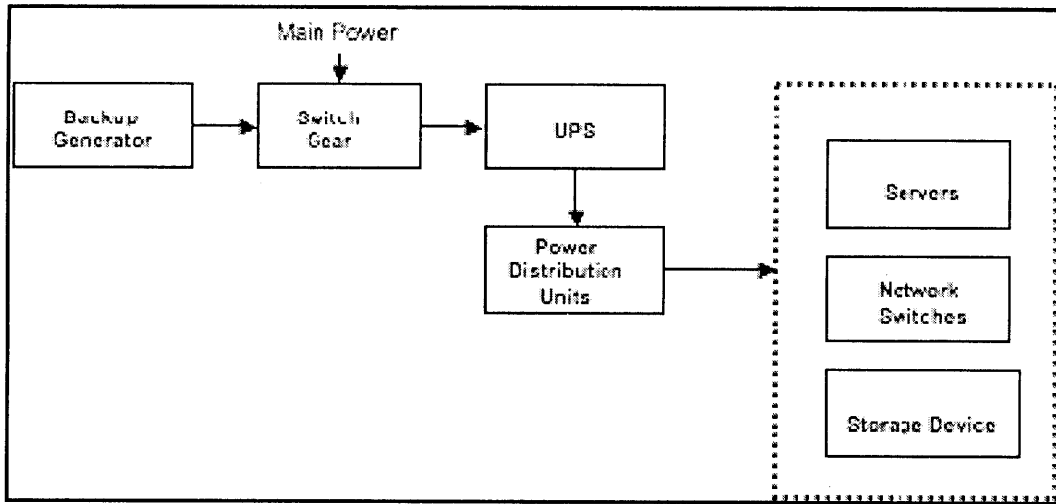 Main Power
Backup
Generator
Switch
Gear
UPS
Power
Distribution
Units
Servers
Network
Switches
Storage Device